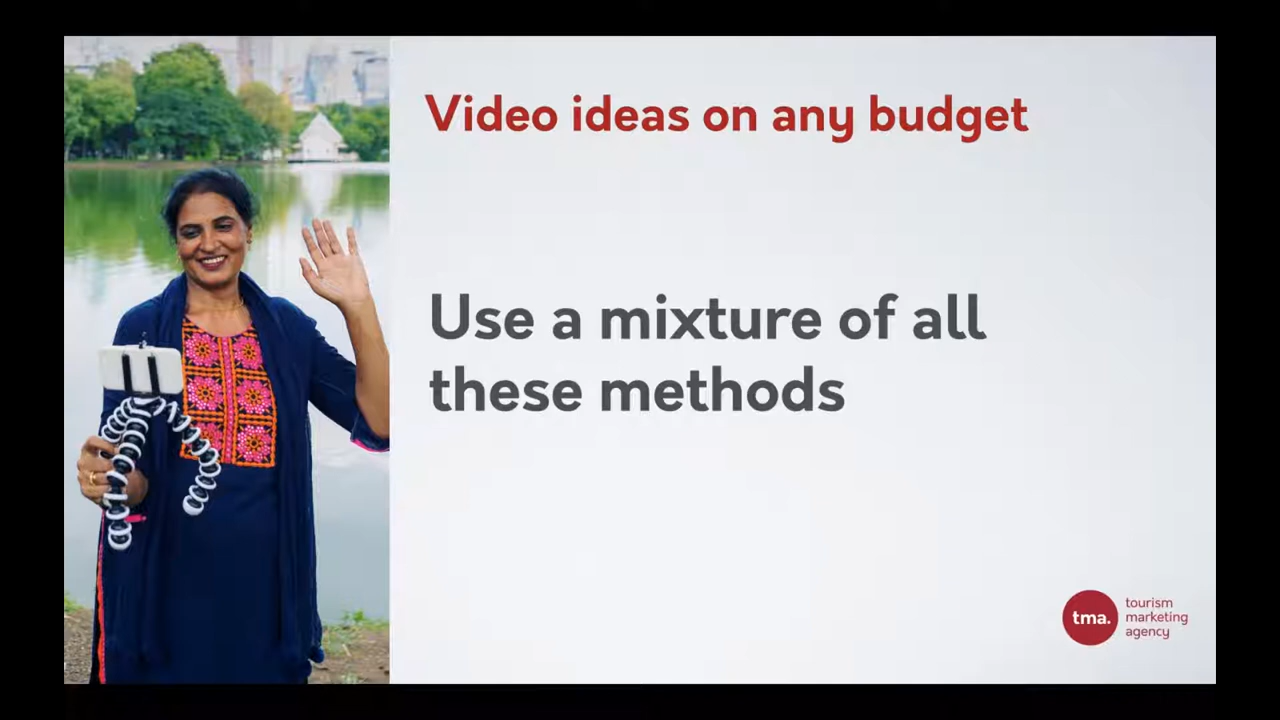 Video ideas on any budget
Use a mixture of all
these methods
tma.
tourism
marketing
agency